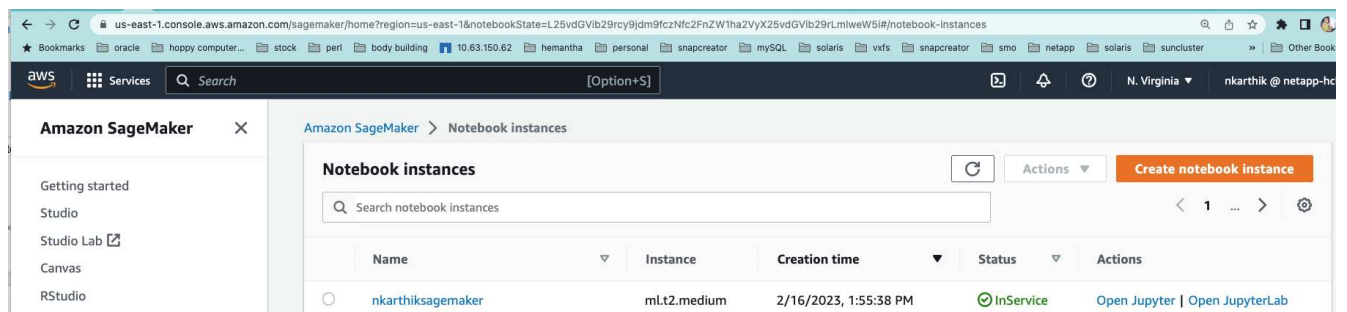 us-east-1.console.aws.amazon.com/sagemaker/home?region=us-east-1&notebookState=L25vdGVib29rcy9jdm9fczNfc2FnZW1ha2VyX25vdGVib29rLmlweW5i#/notebook-instances
Bookmarks oracle hoppy computer... stock perl body building 10.63.150.62 hemantha personal snapcreator mySQL solaris vxfs snapcreator smo netapp solaris suncluster » Other Book
aws Services Search [Option+S] N. Virginia ▼ nkarthik @ netapp-hc
Amazon SageMaker
Getting started
Studio
Studio Lab
Canvas
RStudio
Amazon SageMaker > Notebook instances
Notebook instances Actions ▼ Create notebook instance
Search notebook instances < 1 ... >
Name Instance Creation time Status Actions
nkarthiksagemaker ml.t2.medium 2/16/2023, 1:55:38 PM InService Open Jupyter | Open JupyterLab